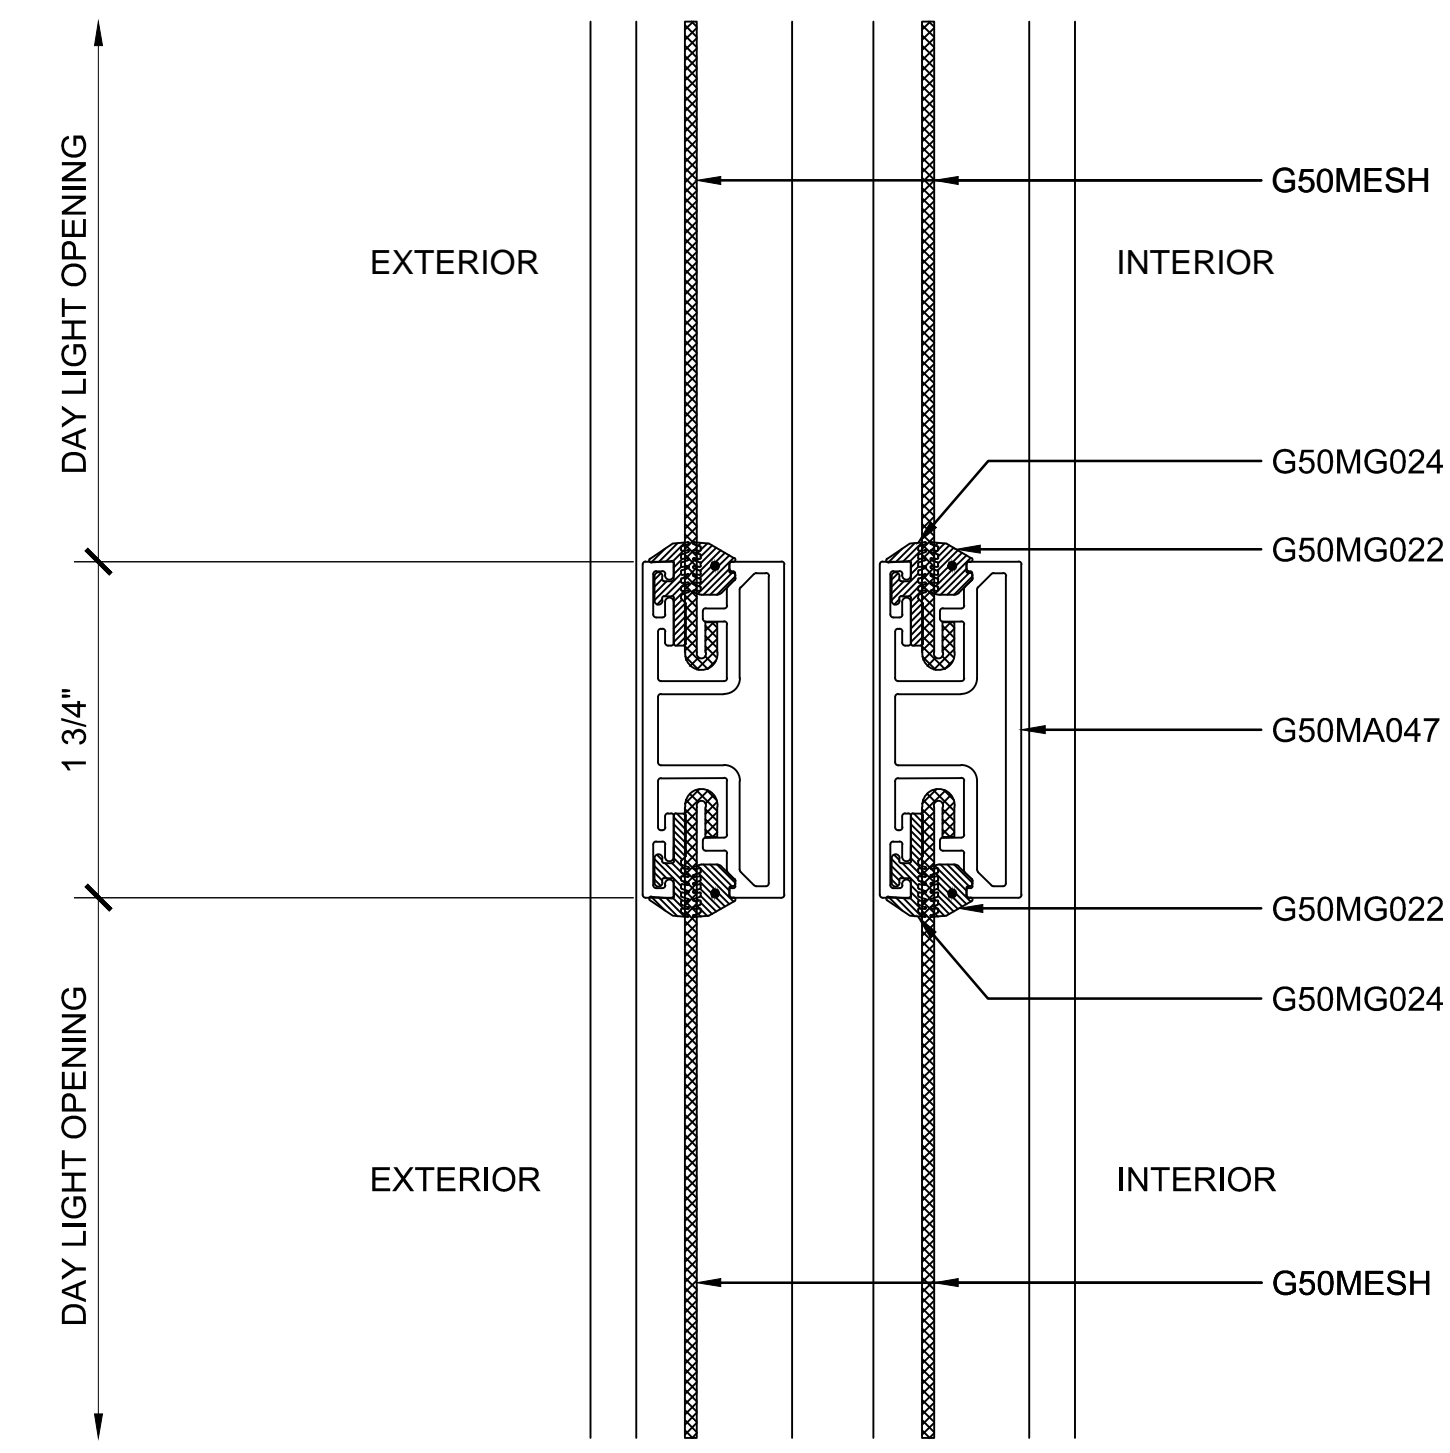 G50MESH
DAY LIGHT OPENING
EXTERIOR
INTERIOR
G50MG024
G50MG022
1 3/4"
G50MA047
G50MG022
G50MG024
DAY LIGHT OPENING
EXTERIOR
INTERIOR
G50MESH